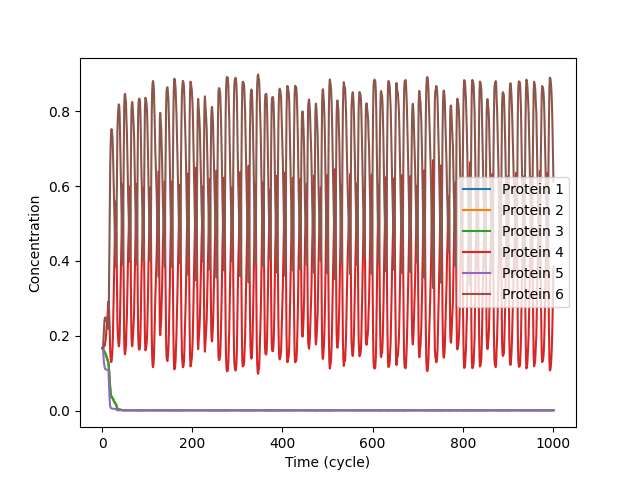 0.8
0.6
0.4
0.2
0.0
Concentration
0 200 400 600 800 1000
Time (cycle)
Protein 1
Protein 2
Protein 3
Protein 4
Protein 5
Protein 6